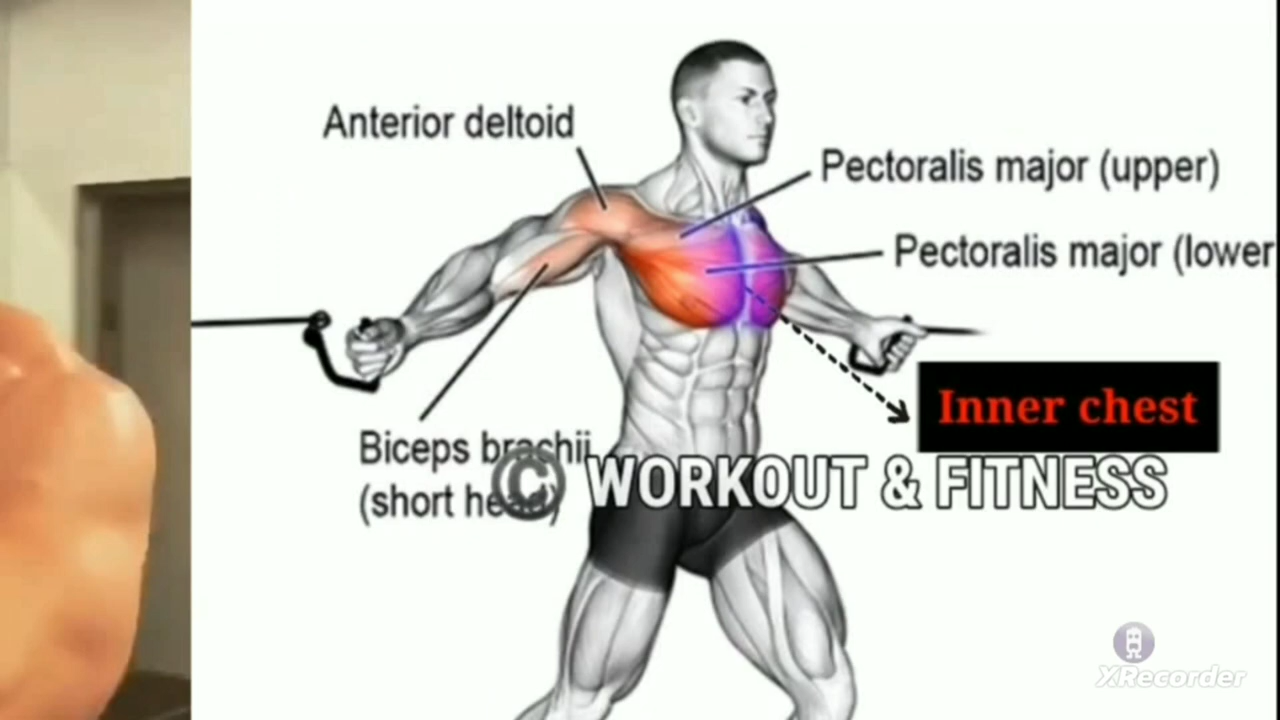 Anterior deltoid
Pectoralis major (upper)
Pectoralis major (lower
Inner chest
Biceps brachii
(short head)
© WORKOUT & FITNESS
XRecorder